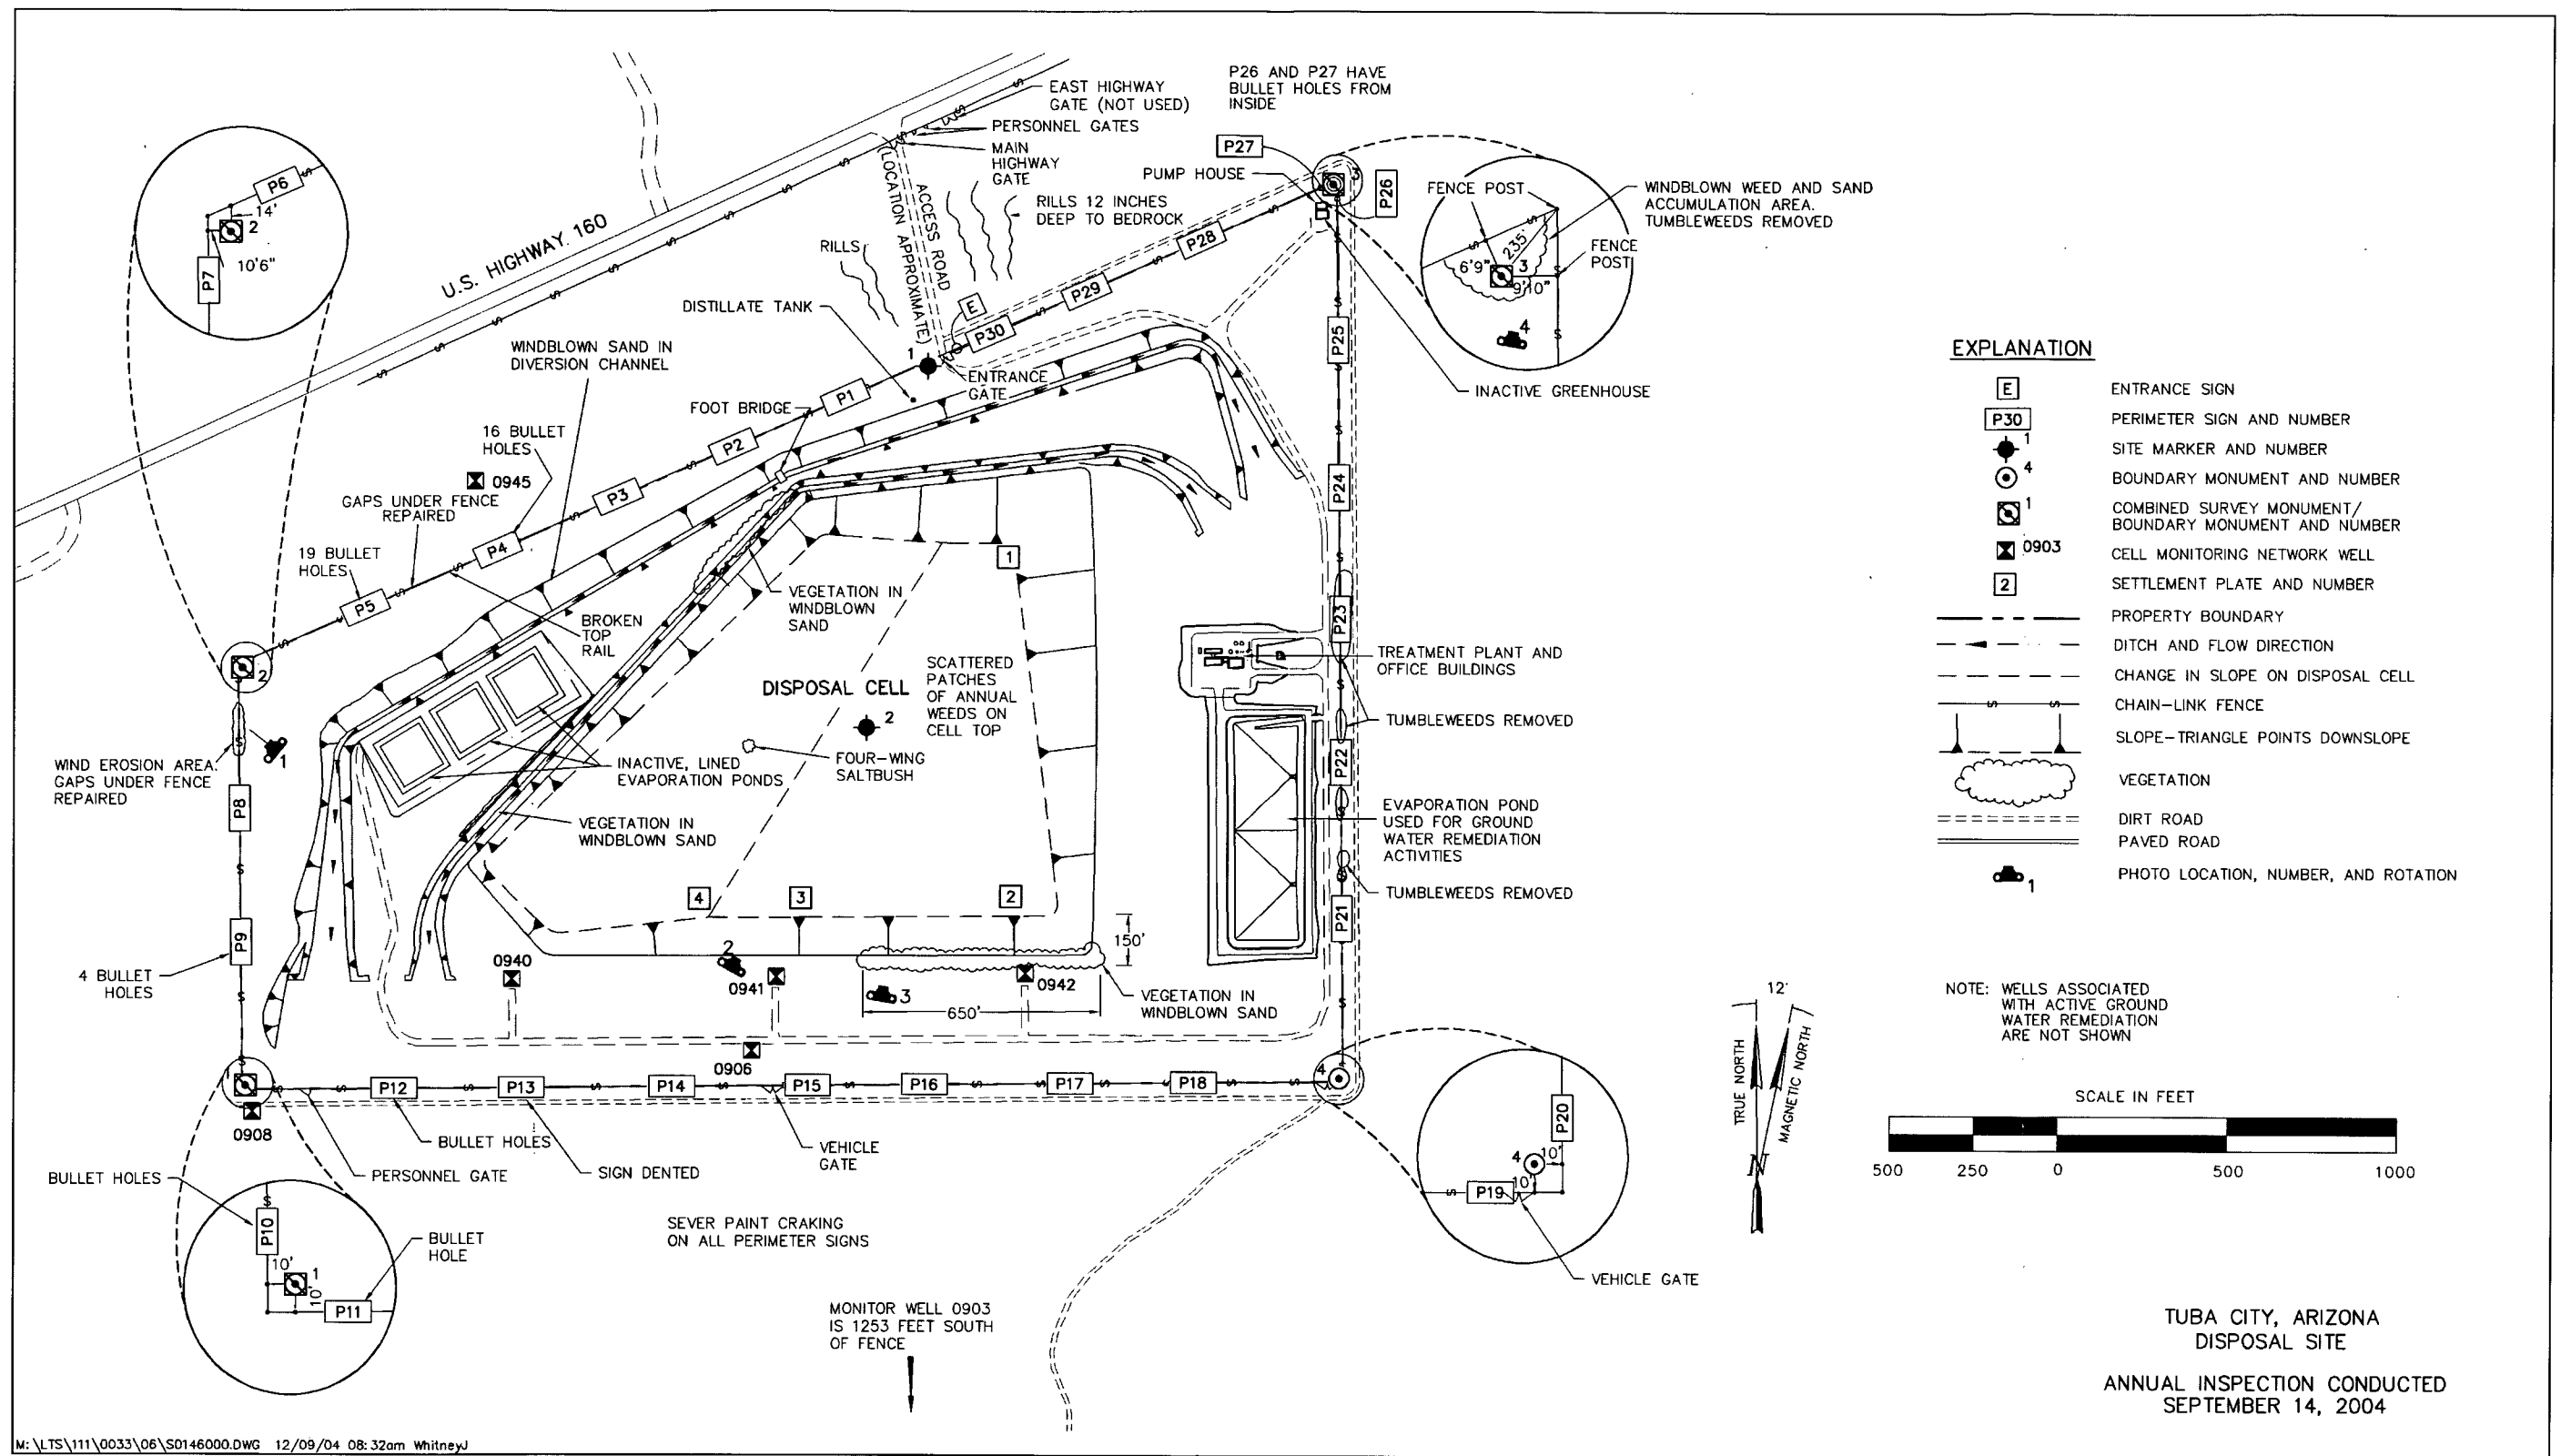 P26 AND P27 HAVE
BULLET HOLES FROM
INSIDE
EAST HIGHWAY
GATE (NOT USED)
PERSONNEL GATES
MAIN
HIGHWAY
GATE
P27
PUMP HOUSE
3
P26
RILLS 12 INCHES
DEEP TO BEDROCK
RILLS
ACCESS ROAD
(LOCATION APPROXIMATE)
U.S. HIGHWAY 160
P6
14'
2
P7
10'6"
FENCE POST
WINDBLOWN WEED AND SAND
ACCUMULATION AREA.
TUMBLEWEEDS REMOVED
235'
FENCE
POST
6'9"
3
9'10"
4
P28
P29
E
P30
DISTILLATE TANK
1
ENTRANCE
GATE
INACTIVE GREENHOUSE
P25
WINDBLOWN SAND IN
DIVERSION CHANNEL
FOOT BRIDGE
P1
P2
P3
16 BULLET
HOLES
0945
GAPS UNDER FENCE
REPAIRED
P4
19 BULLET
HOLES
P5
BROKEN
TOP
RAIL
P24
1
VEGETATION IN
WINDBLOWN
SAND
P23
2
DISPOSAL CELL
2
SCATTERED
PATCHES
OF ANNUAL
WEEDS ON
CELL TOP
TREATMENT PLANT AND
OFFICE BUILDINGS
TUMBLEWEEDS REMOVED
P22
1
WIND EROSION AREA.
GAPS UNDER FENCE
REPAIRED
INACTIVE, LINED
EVAPORATION PONDS
FOUR-WING
SALTBUSH
P8
VEGETATION IN
WINDBLOWN SAND
EVAPORATION POND
USED FOR GROUND
WATER REMEDIATION
ACTIVITIES
TUMBLEWEEDS REMOVED
4
3
2
P21
P9
4 BULLET
HOLES
150'
0940
2
0941
3
0942
650'
VEGETATION IN
WINDBLOWN SAND
0906
1
P12
P13
P14
P15
P16
P17
P18
4
0908
BULLET HOLES
VEHICLE
GATE
PERSONNEL GATE
SIGN DENTED
BULLET HOLES
P10
10'
1
10'
P11
BULLET
HOLE
SEVER PAINT CRAKING
ON ALL PERIMETER SIGNS
MONITOR WELL 0903
IS 1253 FEET SOUTH
OF FENCE
P20
4
10'
10'
P19
VEHICLE GATE
EXPLANATION
E
ENTRANCE SIGN
P30
PERIMETER SIGN AND NUMBER
1
SITE MARKER AND NUMBER
4
BOUNDARY MONUMENT AND NUMBER
1
COMBINED SURVEY MONUMENT/
BOUNDARY MONUMENT AND NUMBER
0903
CELL MONITORING NETWORK WELL
2
SETTLEMENT PLATE AND NUMBER
PROPERTY BOUNDARY
DITCH AND FLOW DIRECTION
CHANGE IN SLOPE ON DISPOSAL CELL
CHAIN-LINK FENCE
SLOPE-TRIANGLE POINTS DOWNSLOPE
VEGETATION
DIRT ROAD
PAVED ROAD
1
PHOTO LOCATION, NUMBER, AND ROTATION
NOTE: WELLS ASSOCIATED
WITH ACTIVE GROUND
WATER REMEDIATION
ARE NOT SHOWN
12'
TRUE NORTH
MAGNETIC NORTH
N
SCALE IN FEET
500 250 0 500 1000
TUBA CITY, ARIZONA
DISPOSAL SITE
ANNUAL INSPECTION CONDUCTED
SEPTEMBER 14, 2004
M:\LTS\111\0033\06\S0146000.DWG 12/09/04 08:32am WhitneyJ